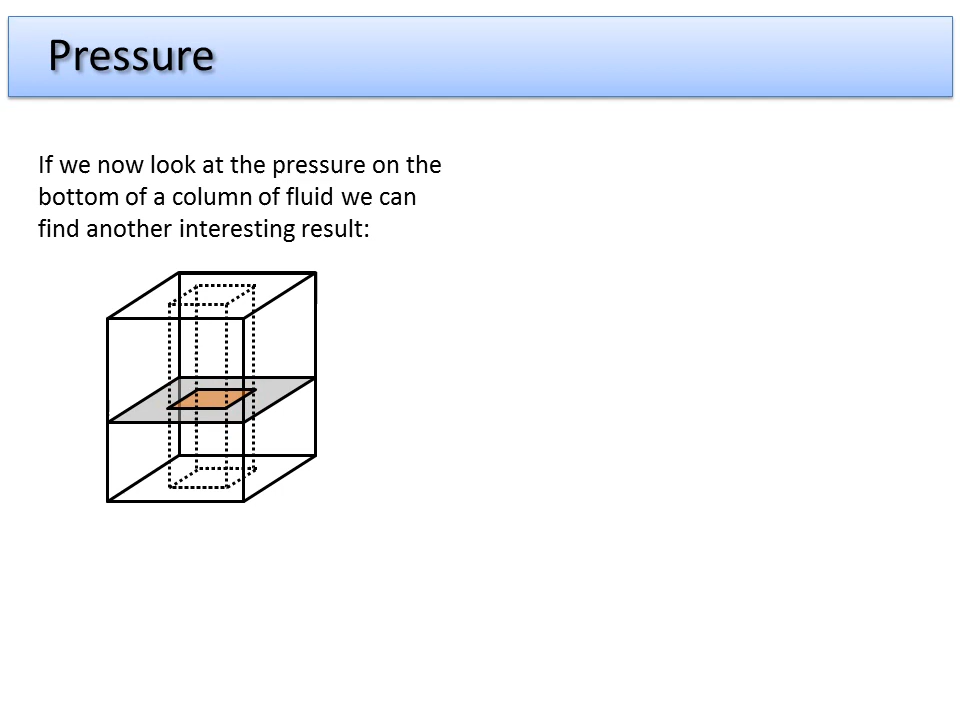 Pressure
If we now look at the pressure on the
bottom of a column of fluid we can
find another interesting result: